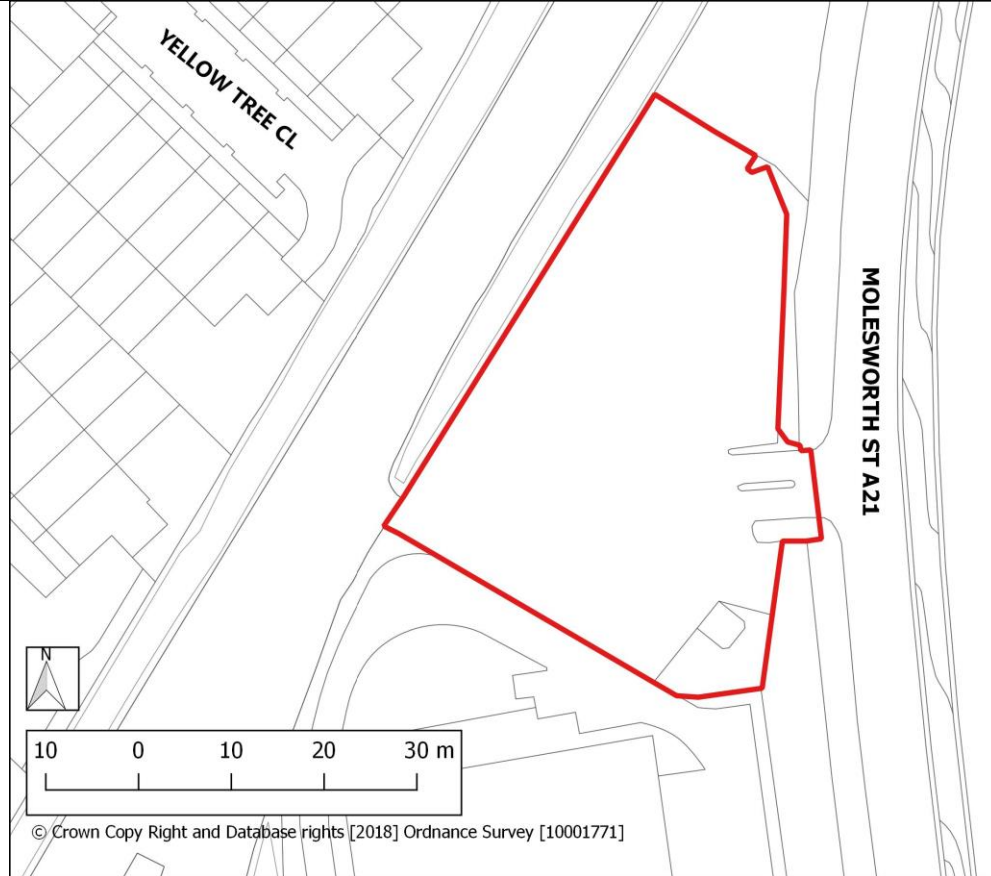 YELLOW TREE CL
MOLESWORTH ST A21
N
10 0 10 20 30 m
© Crown Copy Right and Database rights [2018] Ordnance Survey [10001771]